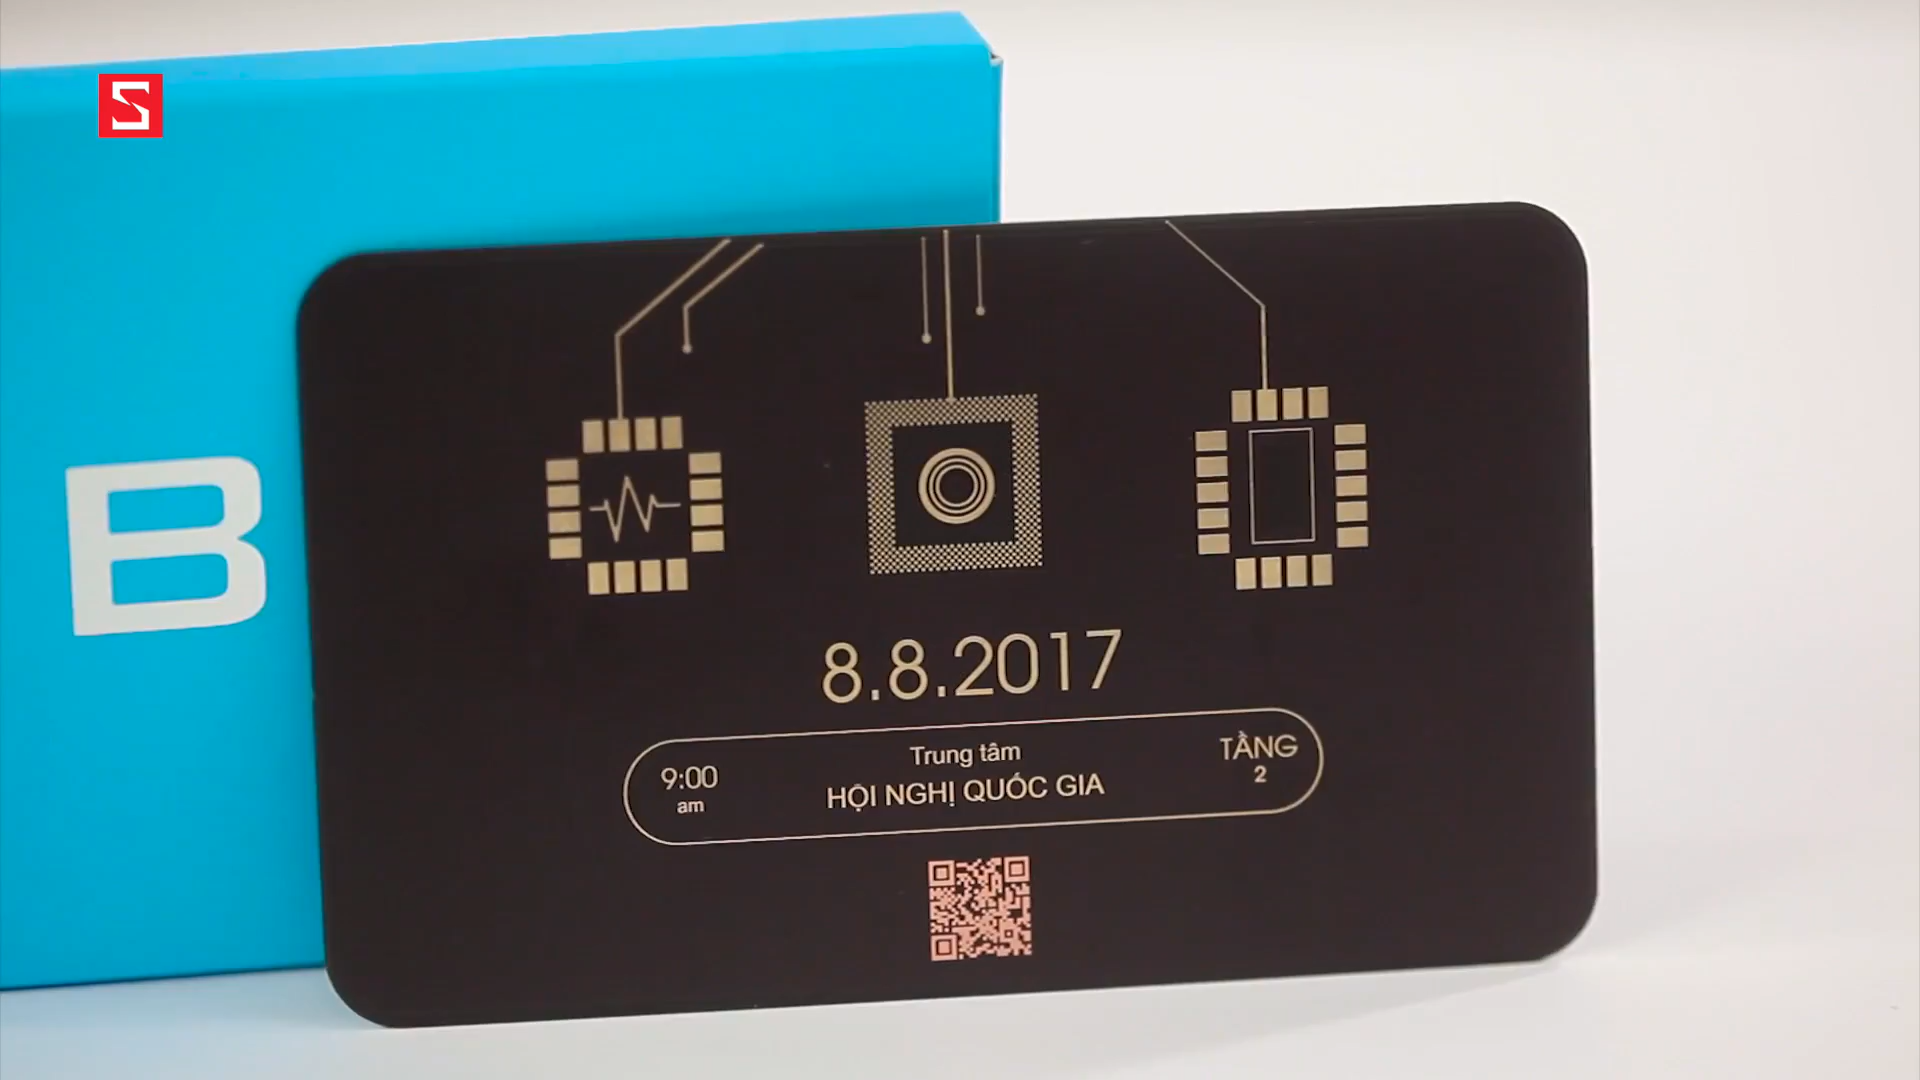 S
B
8.8.2017
9:00
am
Trung tâm
HỘI NGHỊ QUỐC GIA
TẦNG
2